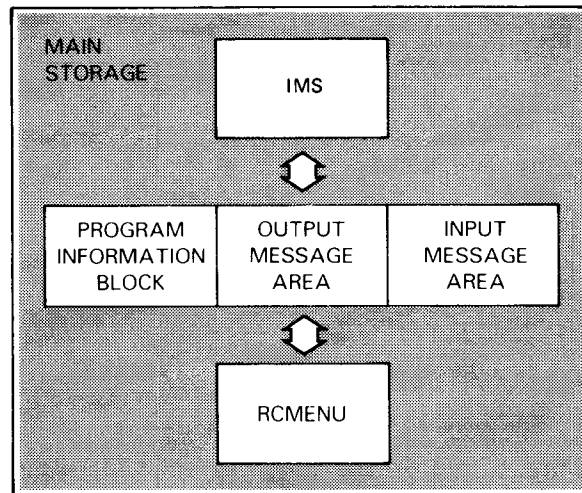 MAIN
STORAGE
IMS
PROGRAM
INFORMATION
BLOCK
OUTPUT
MESSAGE
AREA
INPUT
MESSAGE
AREA
RCMENU